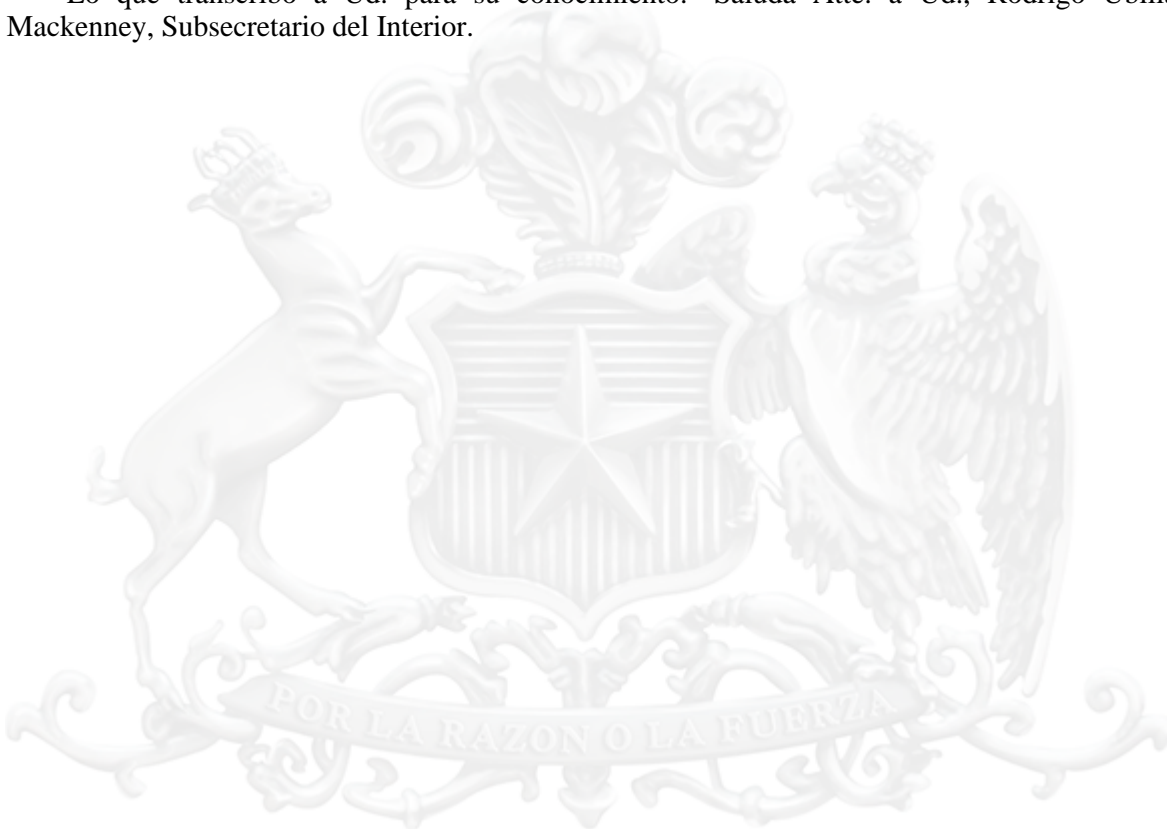 Lo que transcribo a Ud. para su conocimiento.- Saluda Atte. a Ud., Rodrigo Ubilla
Mackenney, Subsecretario del Interior.
POR LA RAZON O LA FUERZA